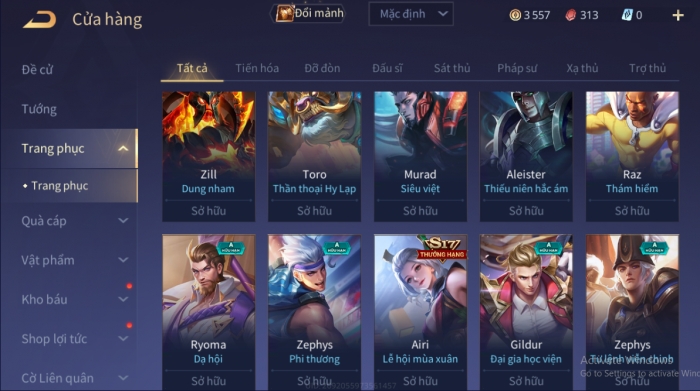 Cửa hàng
Đổi mảnh
Mặc định
3 557
313
0
Đề cử
Tướng
Trang phục
Trang phục
Quà cáp
Vật phẩm
Kho báu
Shop lợi tức
Cờ Liên quân
Tất cả Tiến hóa Đỡ đòn Đấu sĩ Sát thủ Pháp sư Xạ thủ Trợ thủ
Zill
Dung nham
Sở hữu
Toro
Thần thoại Hy Lạp
Sở hữu
Murad
Siêu việt
Sở hữu
Aleister
Thiếu niên hắc ám
Sở hữu
Raz
Thám hiểm
Sở hữu
A
HỮU HẠN
Ryoma
Dạ hội
Sở hữu
A
HỮU HẠN
Zephys
Phi thương
Sở hữu
S17
THƯỞNG HẠNG
Airi
Lễ hội mùa xuân
Sở hữu
A
HỮU HẠN
Gildur
Đại gia học viện
Sở hữu
A
HỮU HẠN
Zephys
Tư lệnh viễn chinh
Sở hữu
Activate Windows
Go to Settings to activate Win